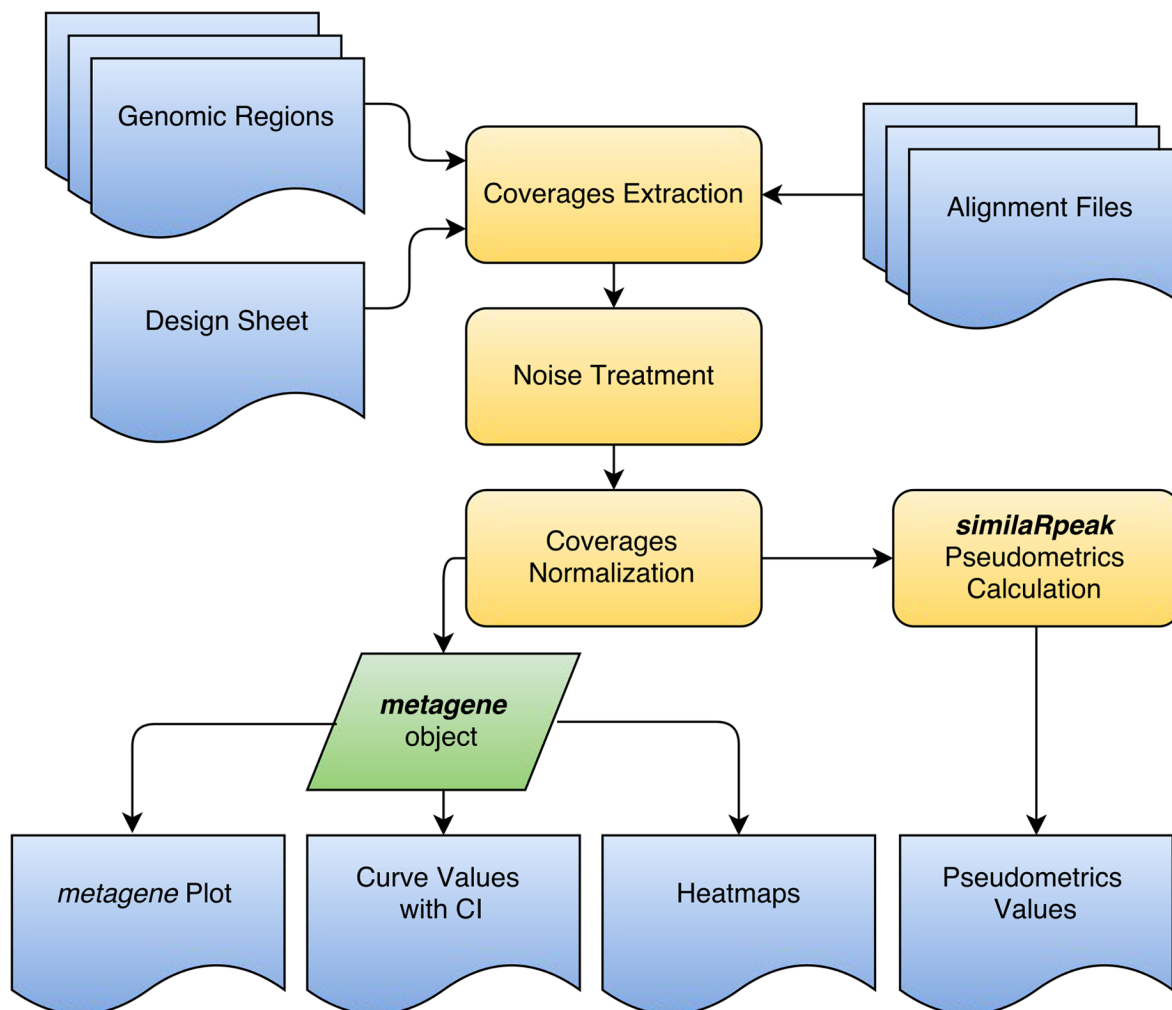 Genomic Regions
Coverages Extraction
Alignment Files
Design Sheet
Noise Treatment
Coverages
Normalization
similaRpeak
Pseudometrics
Calculation
metagene
object
metagene Plot
Curve Values
with CI
Heatmaps
Pseudometrics
Values